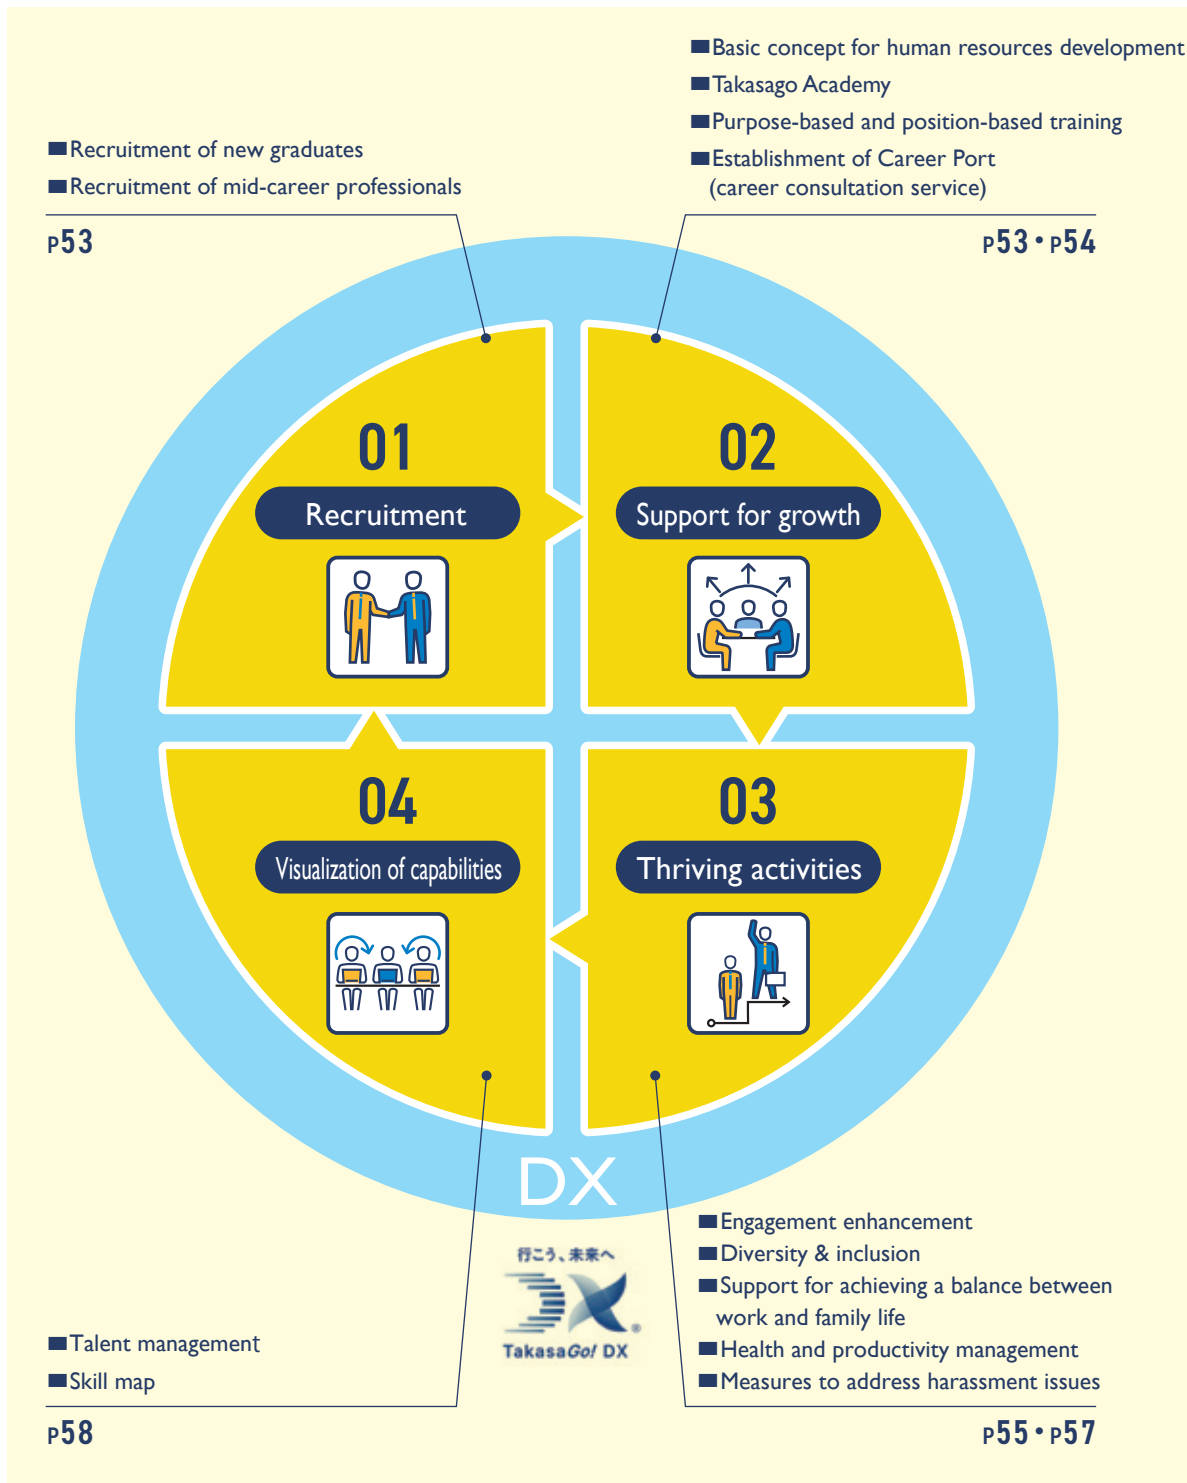 ■Recruitment of new graduates
■Recruitment of mid-career professionals
P53
■Basic concept for human resources development
■Takasago Academy
■Purpose-based and position-based training
■Establishment of Career Port
(career consultation service)
P53・P54
01
Recruitment
02
Support for growth
04
Visualization of capabilities
03
Thriving activities
DX
行こう、未来へ
DX®
TakasaGo! DX
■Talent management
■Skill map
P58
■Engagement enhancement
■Diversity & inclusion
■Support for achieving a balance between
work and family life
■Health and productivity management
■Measures to address harassment issues
P55・P57